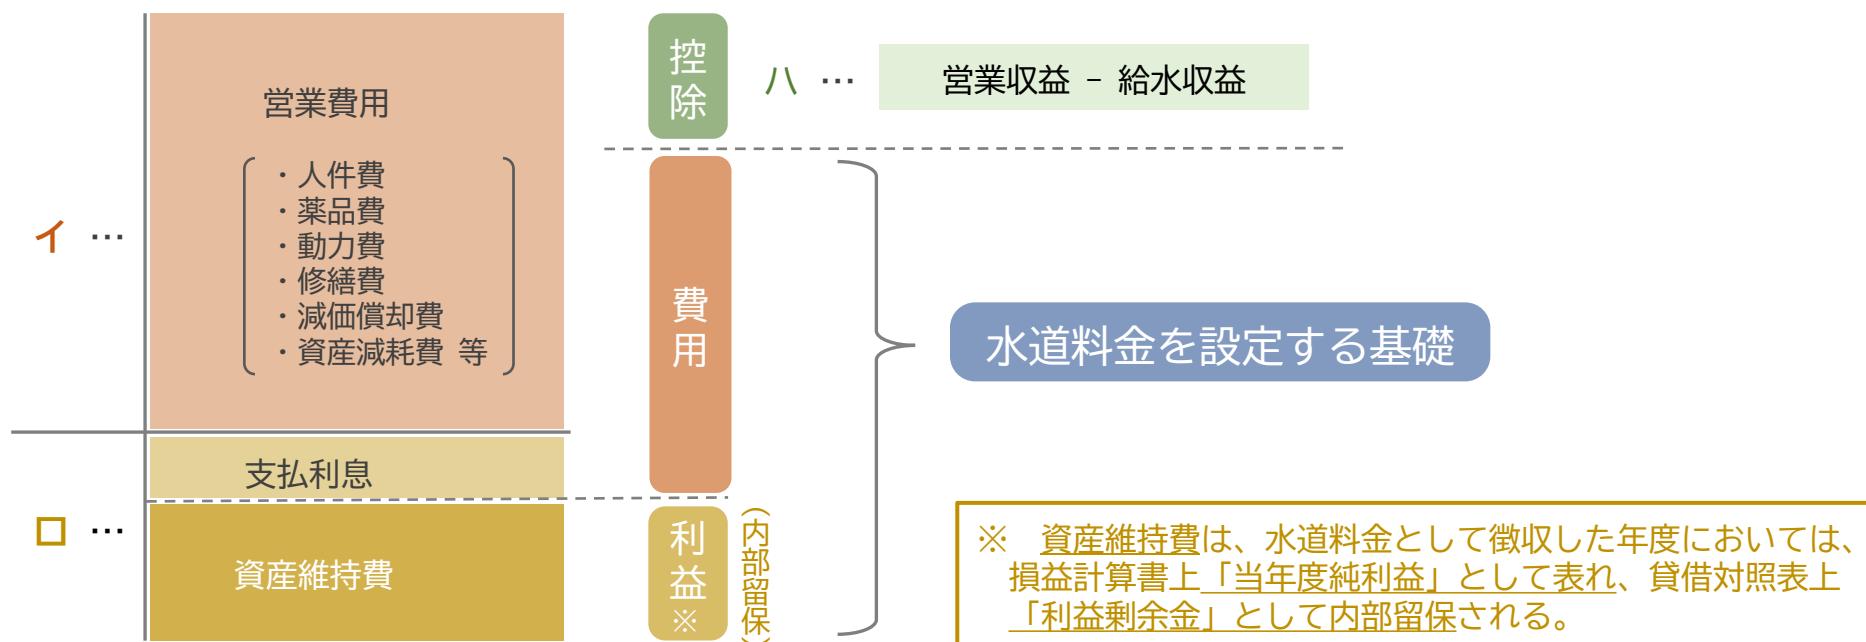 営業費用
・人件費
・薬品費
・動力費
・修繕費
・減価償却費
・資産減耗費 等
イ …
支払利息
ロ …
資産維持費
控除
ハ …
営業収益 − 給水収益
費用
利益※
（内部留保）
水道料金を設定する基礎
※　資産維持費は、水道料金として徴収した年度においては、
損益計算書上「当年度純利益」として表れ、貸借対照表上
「利益剰余金」として内部留保される。